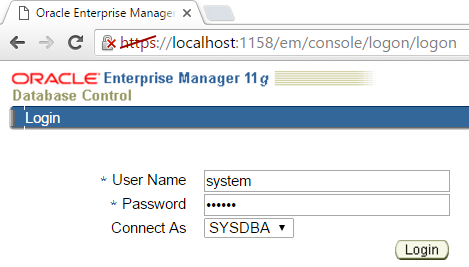 Oracle Enterprise Manager
https://localhost:1158/em/console/logon/logon
ORACLE Enterprise Manager 11g
Database Control
Login
* User Name system
* Password ••••••
Connect As SYSDBA
Login